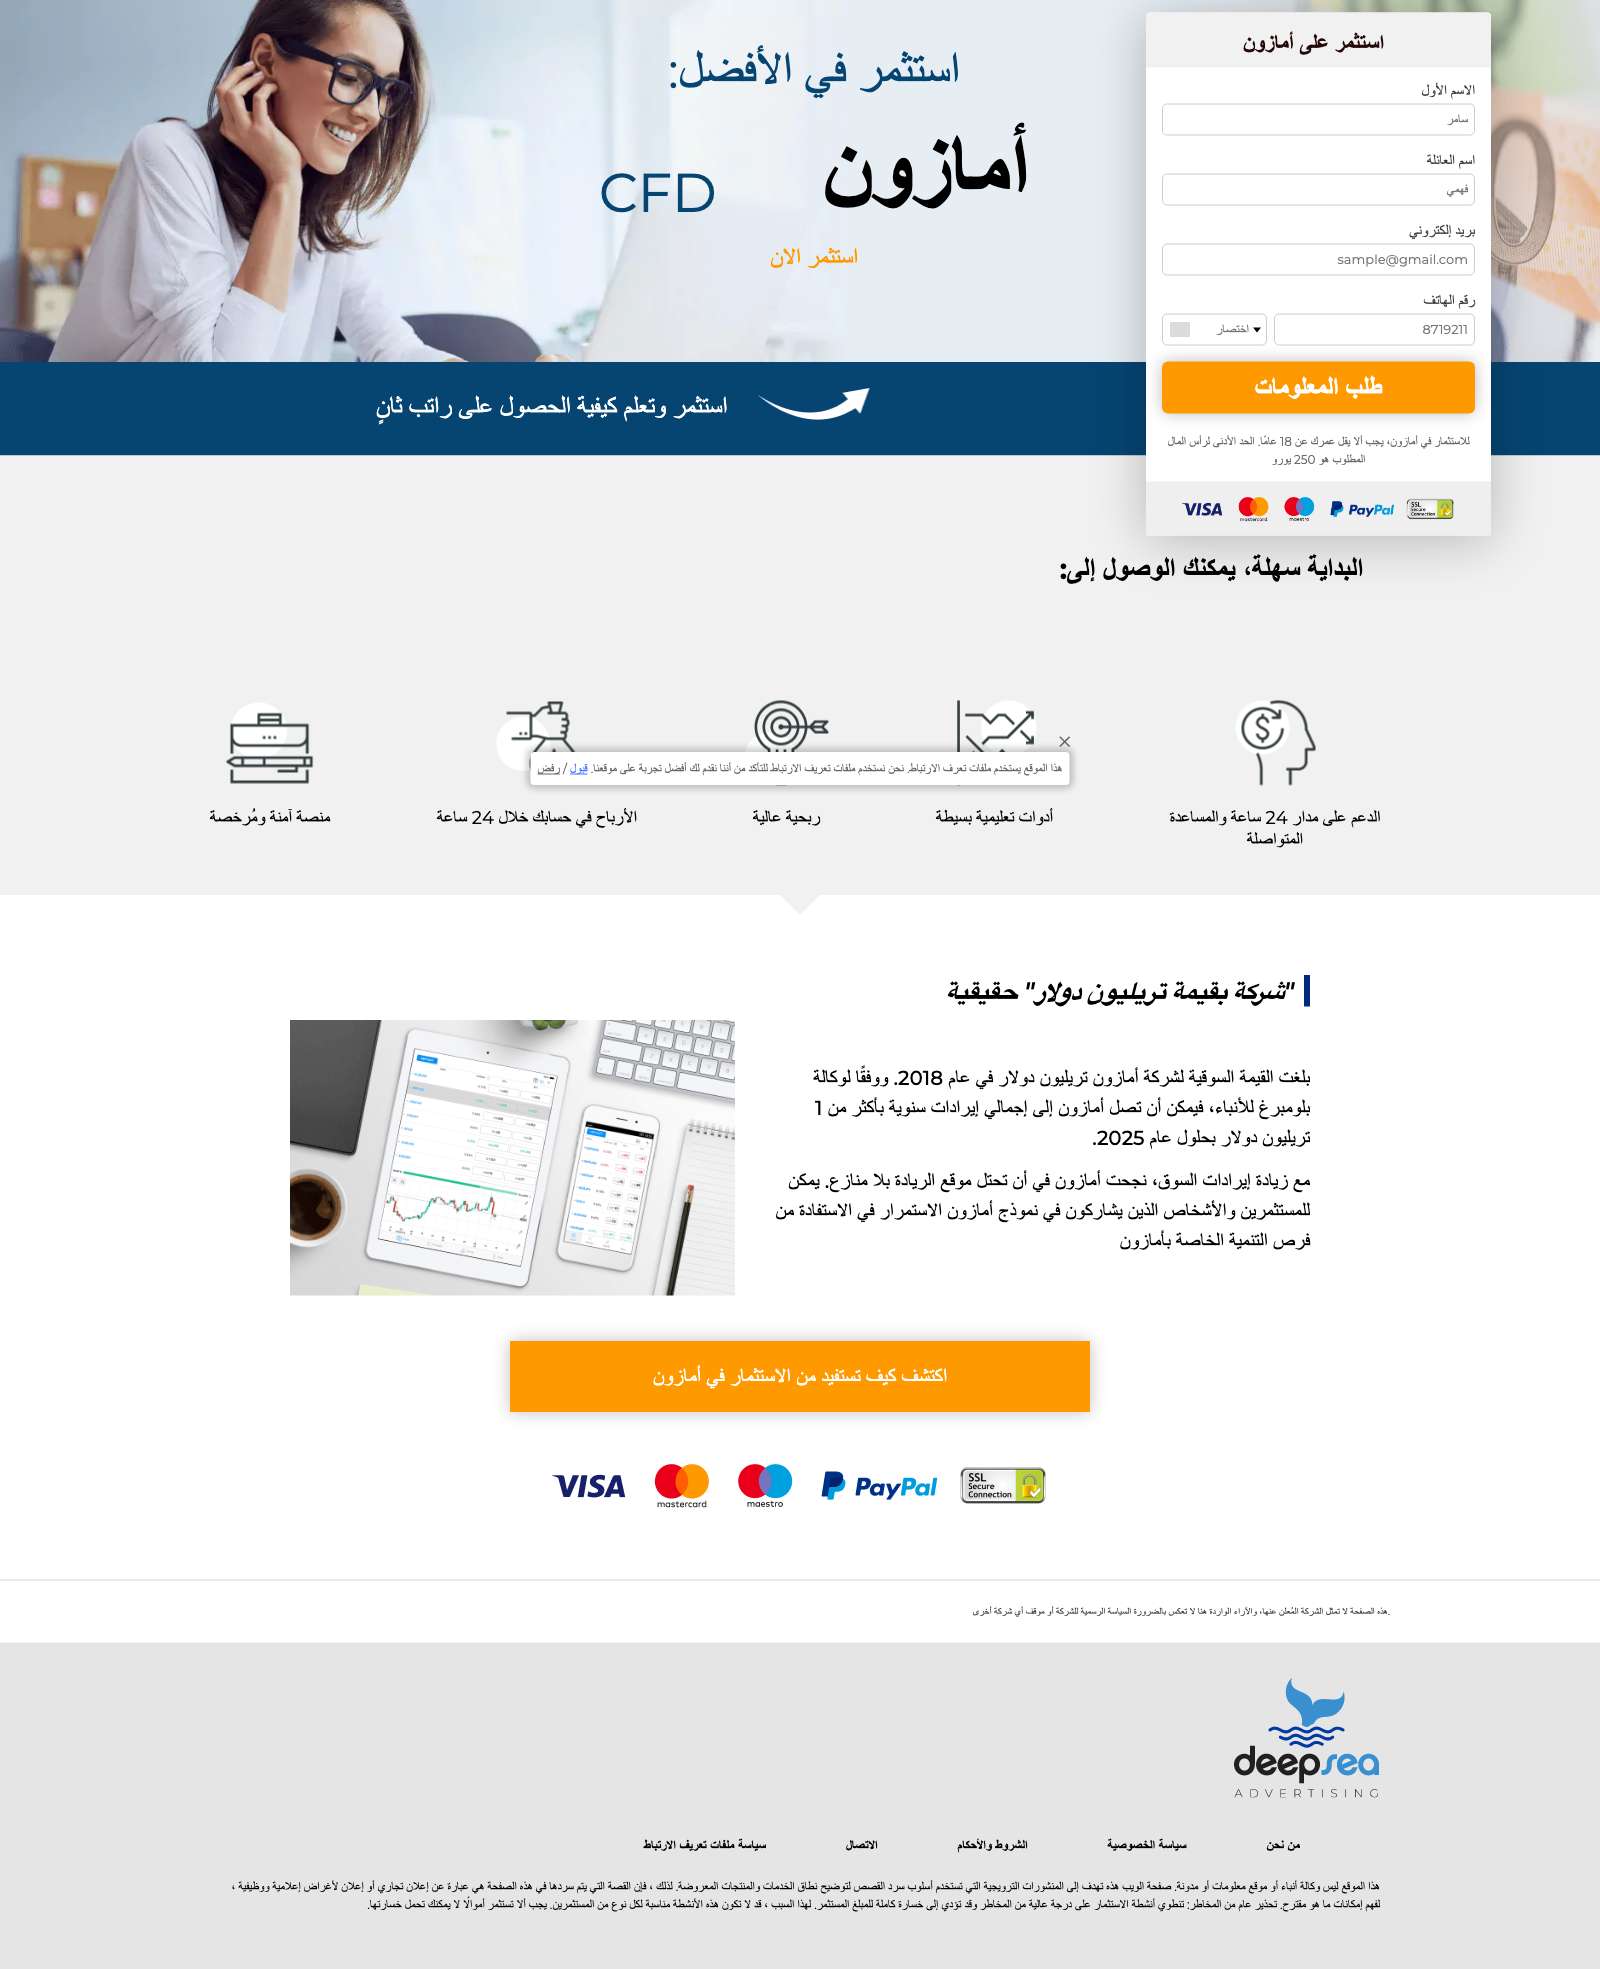 استثمر في الأفضل:
أمازون
CFD
استثمر الان
استثمر على أمازون
الاسم الأول
سامر
اسم العائلة
فهمي
بريد إلكتروني
sample@gmail.com
رقم الهاتف
8719211
اختصار
طلب المعلومات
للاستثمار في أمازون، يجب ألا يقل عمرك عن 18 عامًا. الحد الأدنى لرأس المال
المطلوب هو 250 يورو
VISA mastercard maestro PayPal SSL Secure Connection
استثمر وتعلم كيفية الحصول على راتب ثانٍ
البداية سهلة، يمكنك الوصول إلى:
هذا الموقع يستخدم ملفات تعرف الارتباط. نحن نستخدم ملفات تعريف الارتباط للتأكد من أننا نقدم لك أفضل تجربة على موقعنا. قبول / رفض
الدعم على مدار 24 ساعة والمساعدة
المتواصلة
أدوات تعليمية بسيطة
ربحية عالية
الأرباح في حسابك خلال 24 ساعة
منصة آمنة ومُرخصة
"شركة بقيمة تريليون دولار" حقيقية
بلغت القيمة السوقية لشركة أمازون تريليون دولار في عام 2018. ووفقًا لوكالة
بلومبرغ للأنباء، فيمكن أن تصل أمازون إلى إجمالي إيرادات سنوية بأكثر من 1
تريليون دولار بحلول عام 2025.
مع زيادة إيرادات السوق، نجحت أمازون في أن تحتل موقع الريادة بلا منازع. يمكن
للمستثمرين والأشخاص الذين يشاركون في نموذج أمازون الاستمرار في الاستفادة من
فرص التنمية الخاصة بأمازون
اكتشف كيف تستفيد من الاستثمار في أمازون
VISA mastercard maestro PayPal SSL Secure Connection
.هذه الصفحة لا تمثل الشركة المُعلن عنها، والآراء الواردة هنا لا تعكس بالضرورة السياسة الرسمية للشركة أو موقف أي شركة أخرى
deepsea
ADVERTISING
من نحن
سياسة الخصوصية
الشروط والأحكام
الاتصال
سياسة ملفات تعريف الارتباط
هذا الموقع ليس وكالة أنباء أو موقع معلومات أو مدونة. صفحة الويب هذه تهدف إلى المنشورات الترويجية التي تستخدم أسلوب سرد القصص لتوضيح نطاق الخدمات والمنتجات المعروضة. لذلك ، فإن القصة التي يتم سردها في هذه الصفحة هي عبارة عن إعلان تجاري أو إعلان لأغراض إعلامية ووظيفية ،
لفهم إمكانات ما هو مقترح. تحذير عام من المخاطر: تنطوي أنشطة الاستثمار على درجة عالية من المخاطر وقد تؤدي إلى خسارة كاملة للمبلغ المستثمر. لهذا السبب ، قد لا تكون هذه الأنشطة مناسبة لكل نوع من المستثمرين. يجب ألا تستثمر أموالًا لا يمكنك تحمل خسارتها.